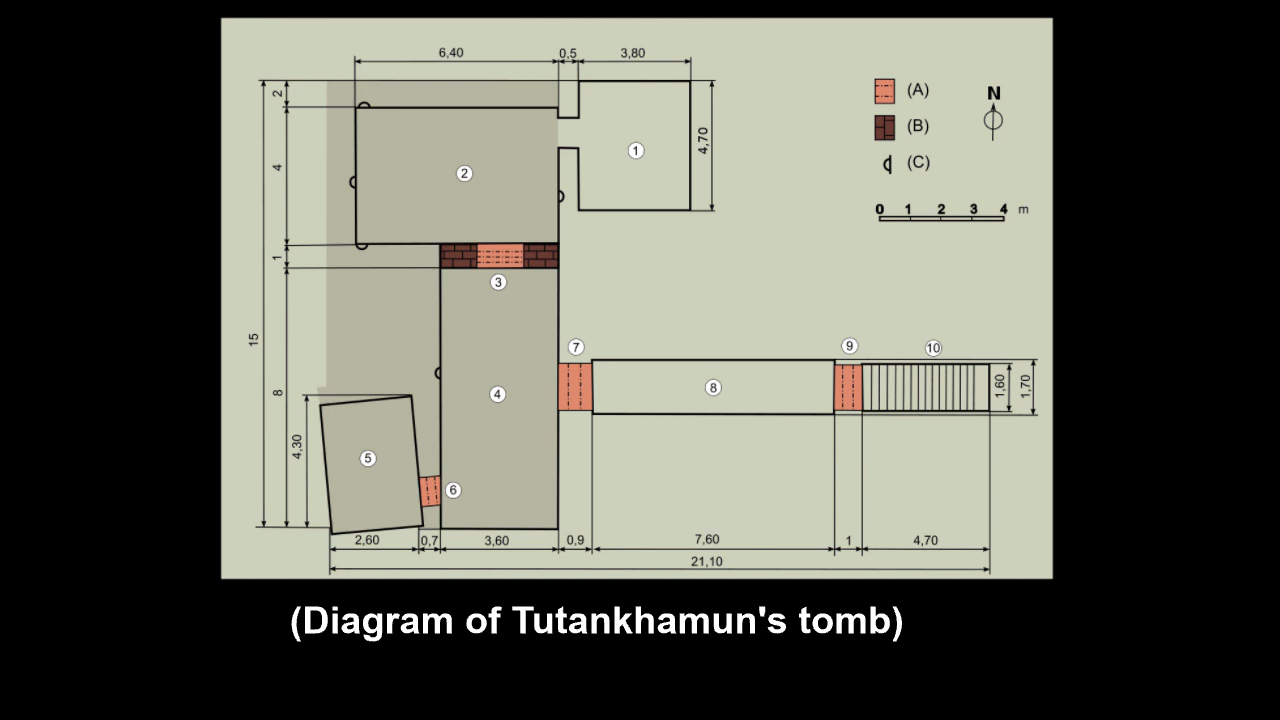 6,40 0,5 3,80
2
4
1
15
8
4,30
4,70
1
2
3
4
5
6
7
8
9
10
(A)
(B)
(C)
N
0 1 2 3 4 m
1,60
1,70
2,60 0,7 3,60 0,9 7,60 1 4,70
21,10
(Diagram of Tutankhamun's tomb)